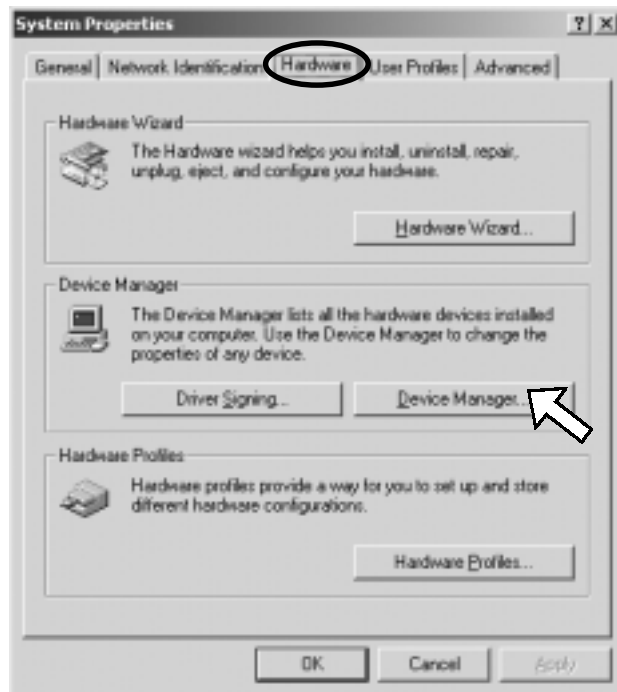 System Properties
General
Network Identification
Hardware
User Profiles
Advanced
Hardware Wizard
The Hardware wizard helps you install, uninstall, repair,
unplug, eject, and configure your hardware.
Hardware Wizard...
Device Manager
The Device Manager lists all the hardware devices installed
on your computer. Use the Device Manager to change the
properties of any device.
Driver Signing...
Device Manager...
Hardware Profiles
Hardware profiles provide a way for you to set up and store
different hardware configurations.
Hardware Profiles...
OK
Cancel
Apply